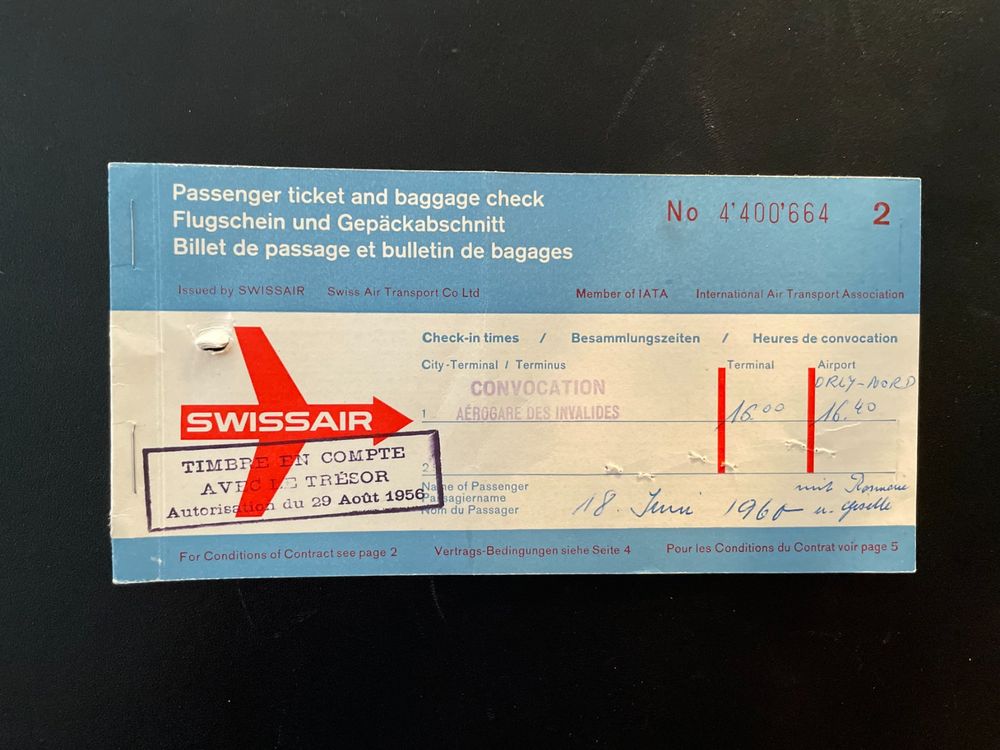 Passenger ticket and baggage check
Flugschein und Gepäckabschnitt
Billet de passage et bulletin de bagages
No 4'400'664 2
Issued by SWISSAIR Swiss Air Transport Co Ltd Member of IATA International Air Transport Association
Check-in times / Besammlungszeiten / Heures de convocation
City-Terminal / Terminus Terminal Airport
ORLY-NORD
CONVOCATION
1 AÉROGARE DES INVALIDES 16.00 16.40
SWISSAIR
TIMBRE EN COMPTE
AVEC LE TRÉSOR
Autorisation du 29 Août 1956
2
Name of Passenger
Passagiername
Nom du Passager
18. Juni 1960 mit
u. Giselle
For Conditions of Contract see page 2 Vertrags-Bedingungen siehe Seite 4 Pour les Conditions du Contrat voir page 5